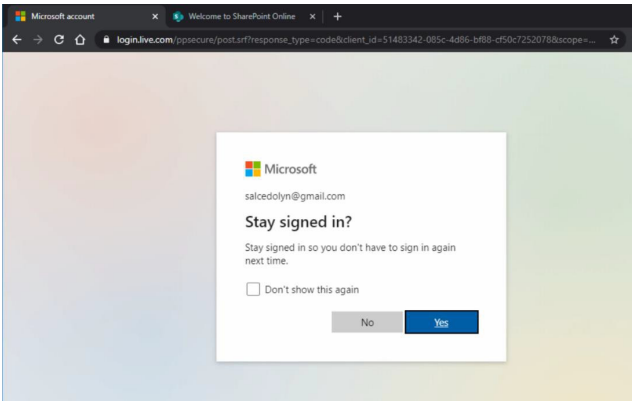 Microsoft account
Welcome to SharePoint Online
login.live.com/ppsecure/post.srf?response_type=code&client_id=51483342-085c-4d86-bf88-cf50c7252078&scope=...
Microsoft
salcedolyn@gmail.com
Stay signed in?
Stay signed in so you don't have to sign in again
next time.
Don't show this again
No Yes